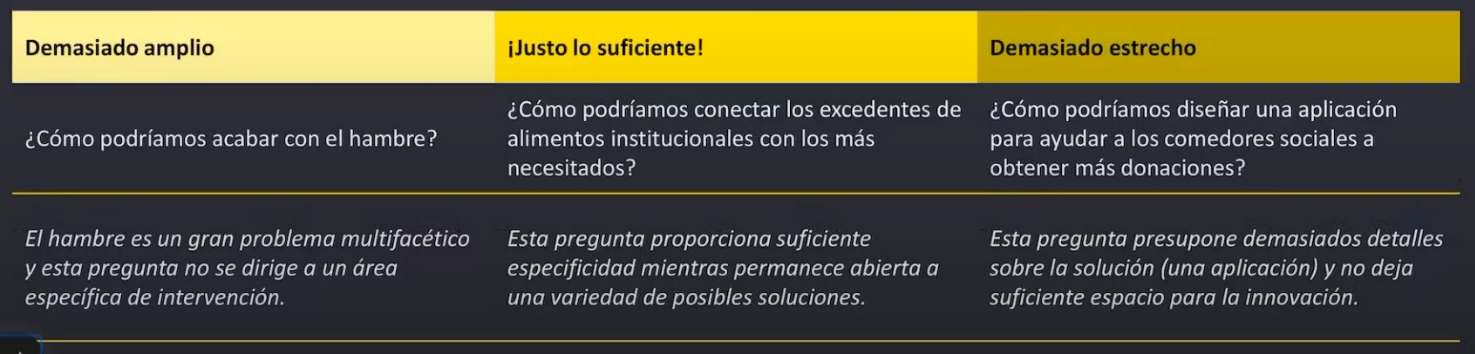 Demasiado amplio
¡Justo lo suficiente!
Demasiado estrecho
¿Cómo podríamos acabar con el hambre?
¿Cómo podríamos conectar los excedentes de
alimentos institucionales con los más
necesitados?
¿Cómo podríamos diseñar una aplicación
para ayudar a los comedores sociales a
obtener más donaciones?
El hambre es un gran problema multifacético
y esta pregunta no se dirige a un área
específica de intervención.
Esta pregunta proporciona suficiente
especificidad mientras permanece abierta a
una variedad de posibles soluciones.
Esta pregunta presupone demasiados detalles
sobre la solución (una aplicación) y no deja
suficiente espacio para la innovación.